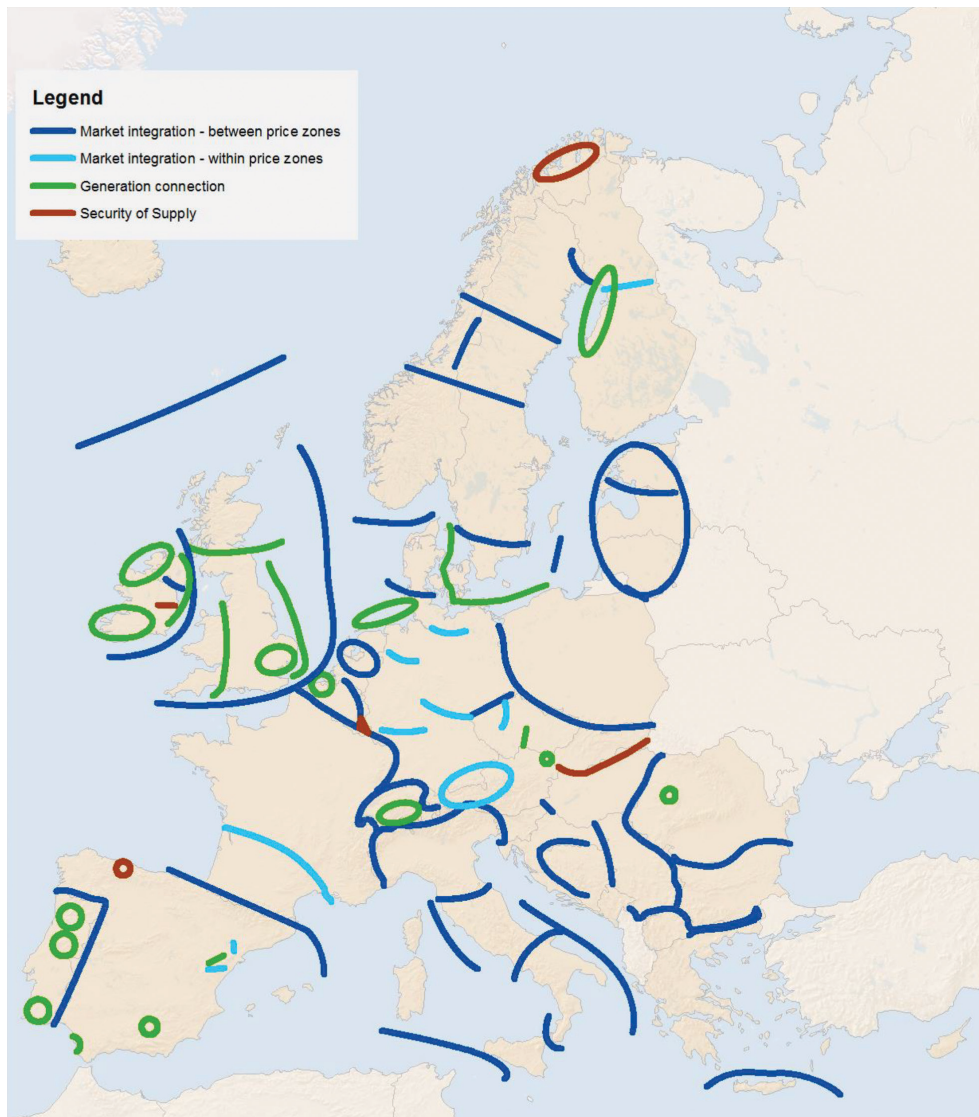 Legend
Market integration - between price zones
Market integration - within price zones
Generation connection
Security of Supply